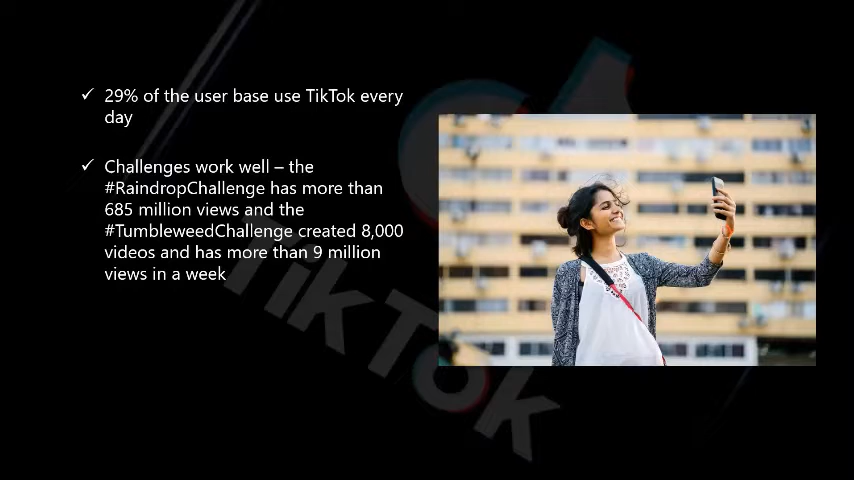 29% of the user base use TikTok every
day
Challenges work well – the
#RaindropChallenge has more than
685 million views and the
#TumbleweedChallenge created 8,000
videos and has more than 9 million
views in a week
TikTok